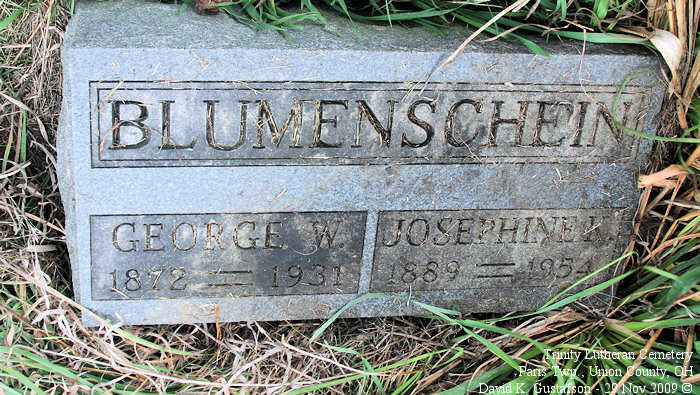 BLUMENSCHEIN
GEORGE W.
1872 = 1931
JOSEPHINE
1889 = 1954
Trinity Lutheran Cemetery
Paris Twp., Union County, OH
David K. Gustafson - 29 Nov 2009 ©